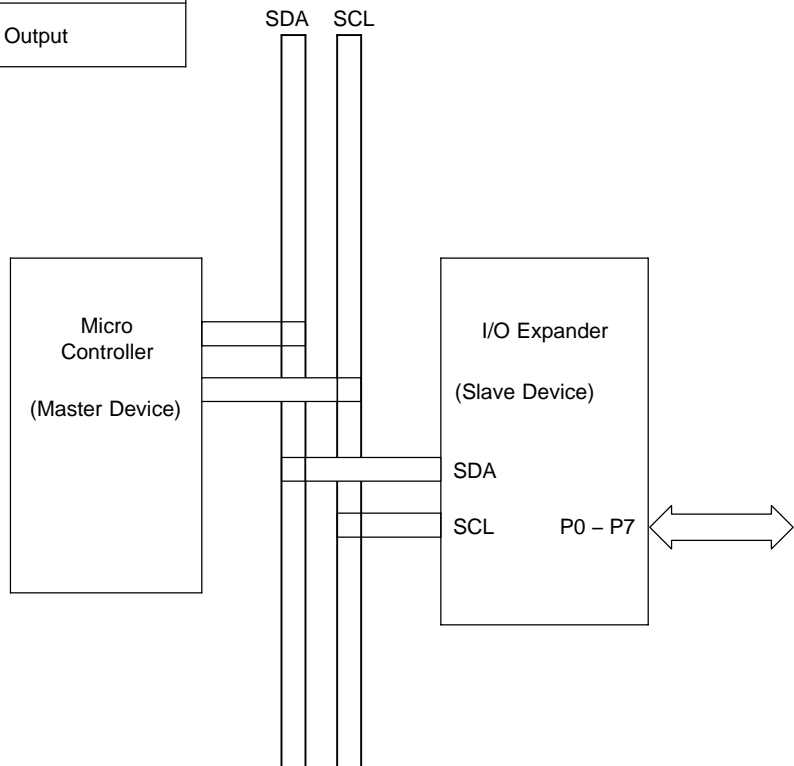 Output
SDA SCL
Micro
Controller
(Master Device)
I/O Expander
(Slave Device)
SDA
SCL P0 – P7